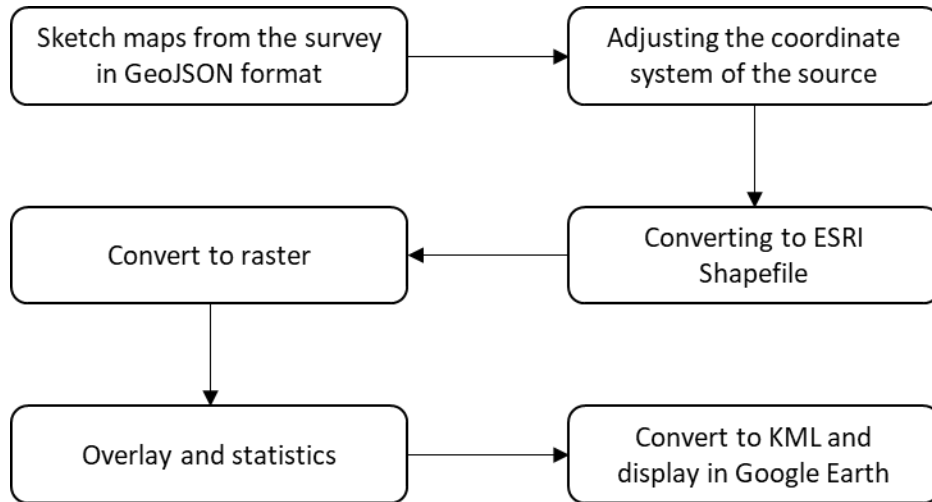 Sketch maps from the survey
in GeoJSON format
Adjusting the coordinate
system of the source
Converting to ESRI
Shapefile
Convert to raster
Overlay and statistics
Convert to KML and
display in Google Earth